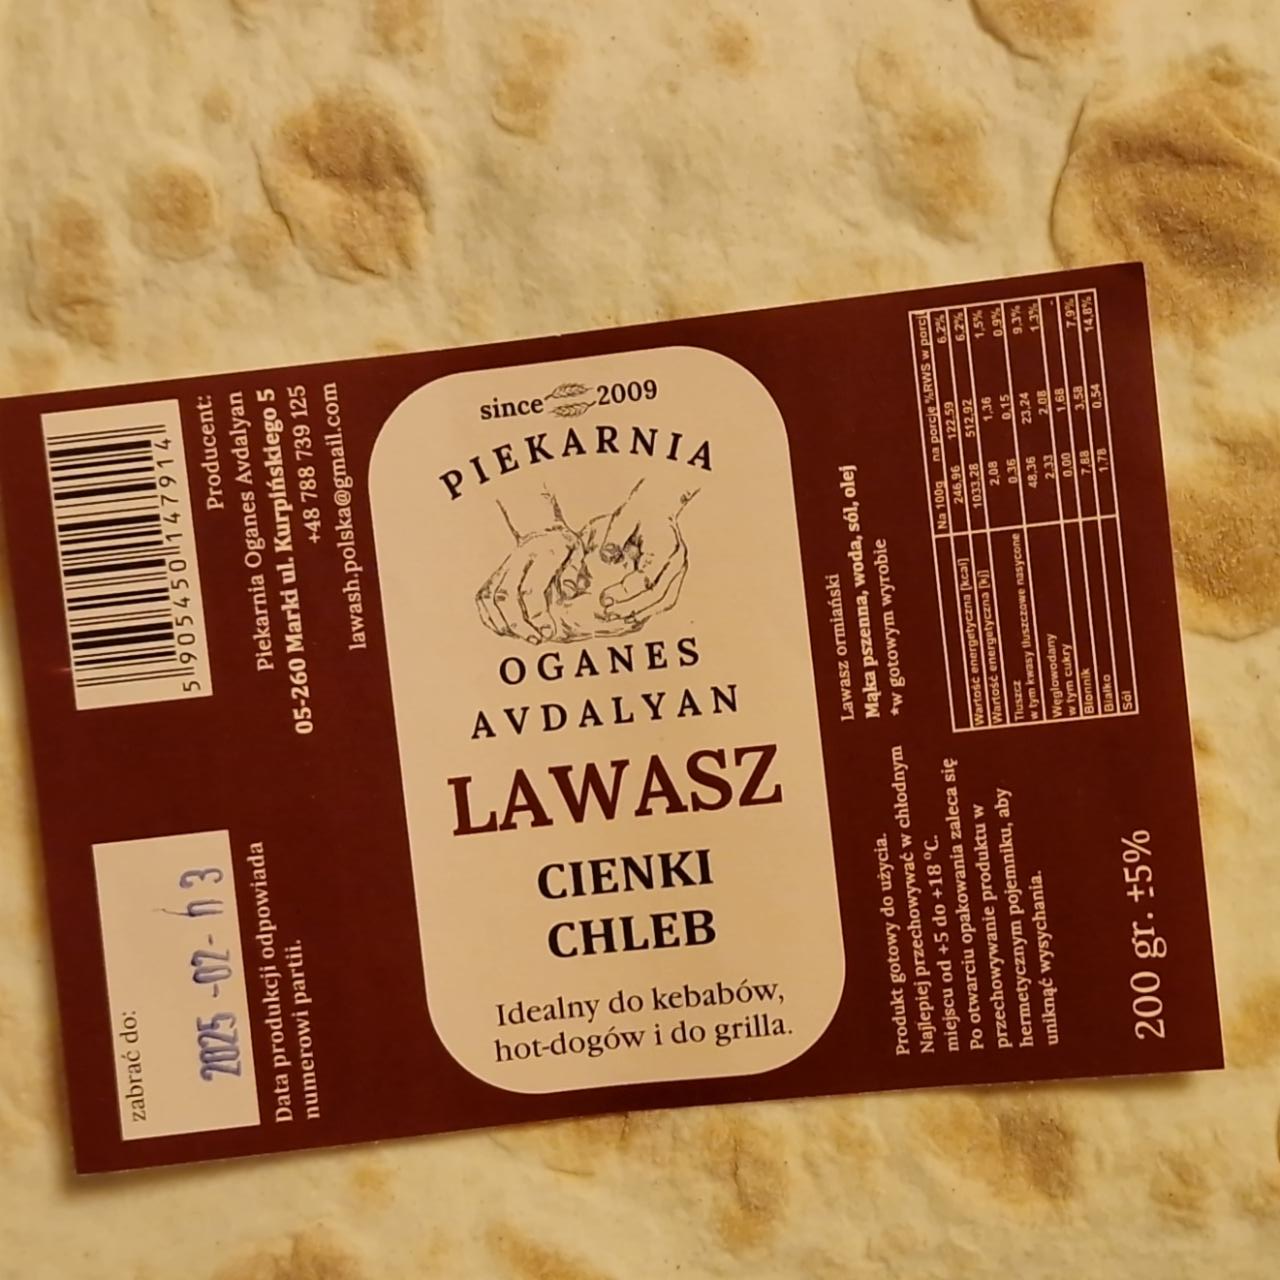 since 2009
PIEKARNIA
OGANES
AVDALYAN
LAWASZ
CIENKI
CHLEB
Idealny do kebabów,
hot-dogów i do grilla.
5 905450 147914
Producent:
Piekarnia Oganes Avdalyan
05-260 Marki ul. Kurpińskiego 5
+48 788 739 125
lawash.polska@gmail.com
zabrać do:
2025-02-
Data produkcji odpowiada
numerowi partii.
Lawasz ormiański
Mąka pszenna, woda, sól, olej
*w gotowym wyrobie
Na 100g na porcję %RWS w porcji
Wartość energetyczna [kcal] 246,96 122,59 6,2%
Wartość energetyczna [kj] 1033,28 512,92 6,2%
Tłuszcz 2,08 1,36 1,5%
w tym kwasy tłuszczowe nasycone 0,36 0,15 0,9%
Węglowodany 48,36 23,24 9,3%
w tym cukry 2,33 2,08 1,3%
Błonnik 0,00 1,68 -
Białko 7,88 3,58 7,9%
Sól 1,78 0,54 14,8%
Produkt gotowy do użycia.
Najlepiej przechowywać w chłodnym
miejscu od +5 do +18 °C.
Po otwarciu opakowania zaleca się
przechowywanie produktu w
hermetycznym pojemniku, aby
uniknąć wysychania.
200 gr. ±5%